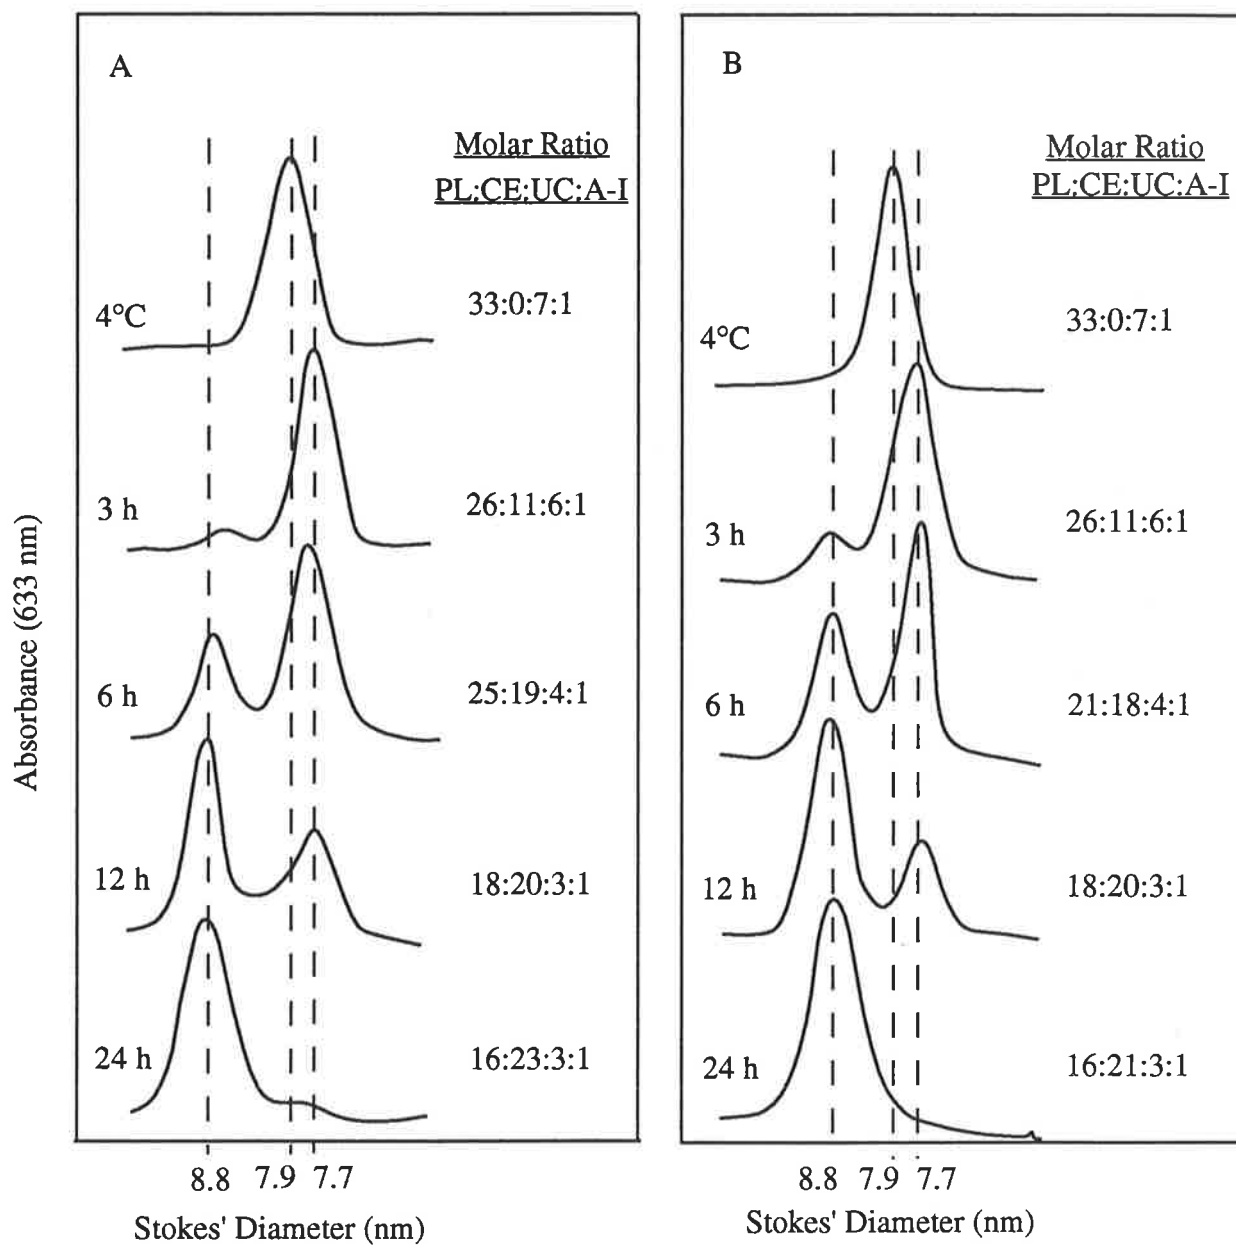 A
Molar Ratio
PL:CE:UC:A-I
4°C
33:0:7:1
3 h
26:11:6:1
6 h
25:19:4:1
12 h
18:20:3:1
24 h
16:23:3:1
8.8 7.9 7.7
Stokes' Diameter (nm)
Absorbance (633 nm)
B
Molar Ratio
PL:CE:UC:A-I
4°C
33:0:7:1
3 h
26:11:6:1
6 h
21:18:4:1
12 h
18:20:3:1
24 h
16:21:3:1
8.8 7.9 7.7
Stokes' Diameter (nm)